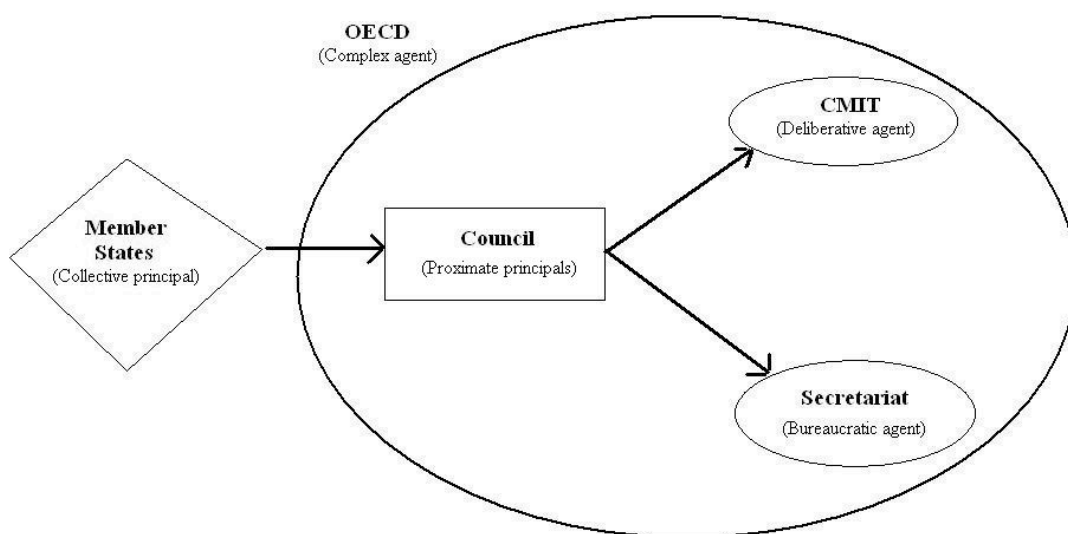 OECD
(Complex agent)
CMIT
(Deliberative agent)
Member
States
(Collective principal)
Council
(Proximate principals)
Secretariat
(Bureaucratic agent)